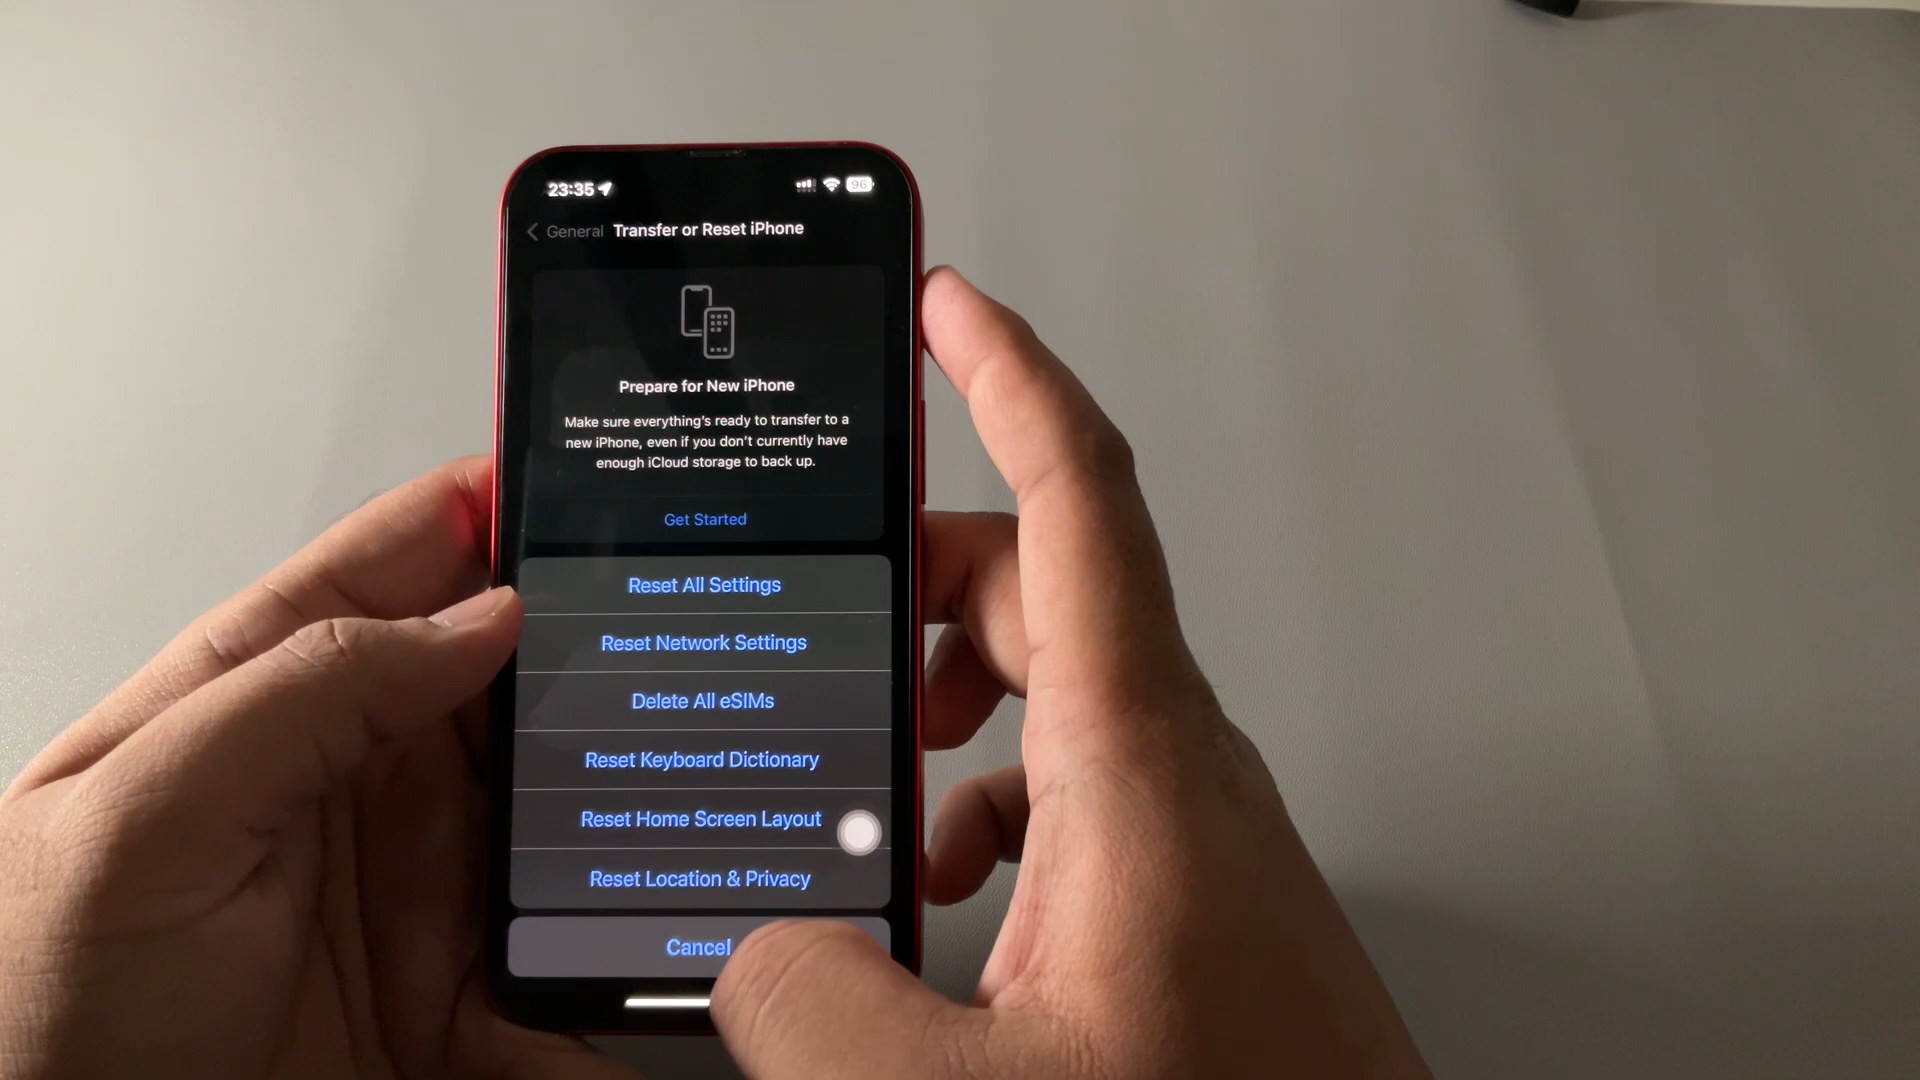 23:35
96
General Transfer or Reset iPhone
Prepare for New iPhone
Make sure everything's ready to transfer to a
new iPhone, even if you don't currently have
enough iCloud storage to back up.
Get Started
Reset All Settings
Reset Network Settings
Delete All eSIMs
Reset Keyboard Dictionary
Reset Home Screen Layout
Reset Location & Privacy
Cancel